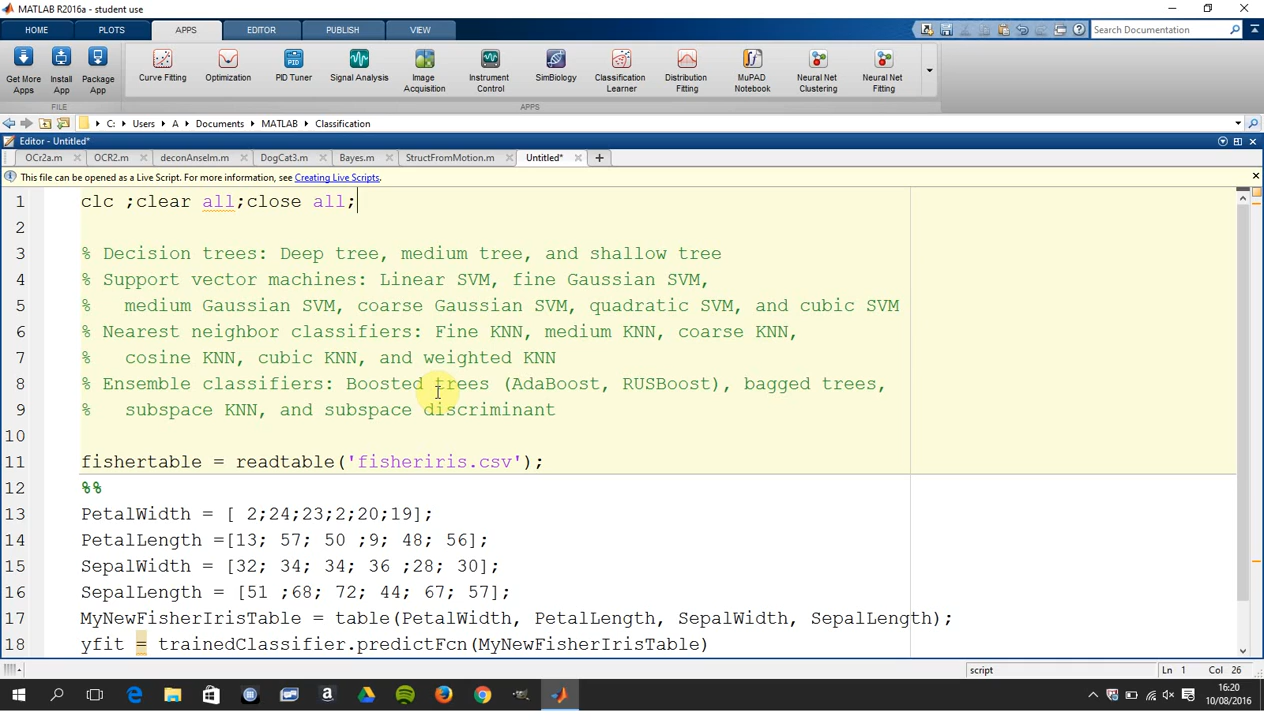 MATLAB R2016a - student use
HOME PLOTS APPS EDITOR PUBLISH VIEW
Search Documentation
Get More Apps
Install App
Package App
Curve Fitting
Optimization
PID Tuner
Signal Analysis
Image Acquisition
Instrument Control
SimBiology
Classification Learner
Distribution Fitting
MuPAD Notebook
Neural Net Clustering
Neural Net Fitting
FILE
APPS
C: Users A Documents MATLAB Classification
Editor - Untitled*
OCr2a.m OCR2.m deconAnselm.m DogCat3.m Bayes.m StructFromMotion.m Untitled*
This file can be opened as a Live Script. For more information, see Creating Live Scripts.
1 clc ;clear all;close all;
2
3 % Decision trees: Deep tree, medium tree, and shallow tree
4 % Support vector machines: Linear SVM, fine Gaussian SVM,
5 % medium Gaussian SVM, coarse Gaussian SVM, quadratic SVM, and cubic SVM
6 % Nearest neighbor classifiers: Fine KNN, medium KNN, coarse KNN,
7 % cosine KNN, cubic KNN, and weighted KNN
8 % Ensemble classifiers: Boosted trees (AdaBoost, RUSBoost), bagged trees,
9 % subspace KNN, and subspace discriminant
10
11 fishertable = readtable('fisheriris.csv');
12 %%
13 PetalWidth = [ 2;24;23;2;20;19];
14 PetalLength =[13; 57; 50 ;9; 48; 56];
15 SepalWidth = [32; 34; 34; 36 ;28; 30];
16 SepalLength = [51 ;68; 72; 44; 67; 57];
17 MyNewFisherIrisTable = table(PetalWidth, PetalLength, SepalWidth, SepalLength);
18 yfit = trainedClassifier.predictFcn(MyNewFisherIrisTable)
script Ln 1 Col 26
16:20
10/08/2016